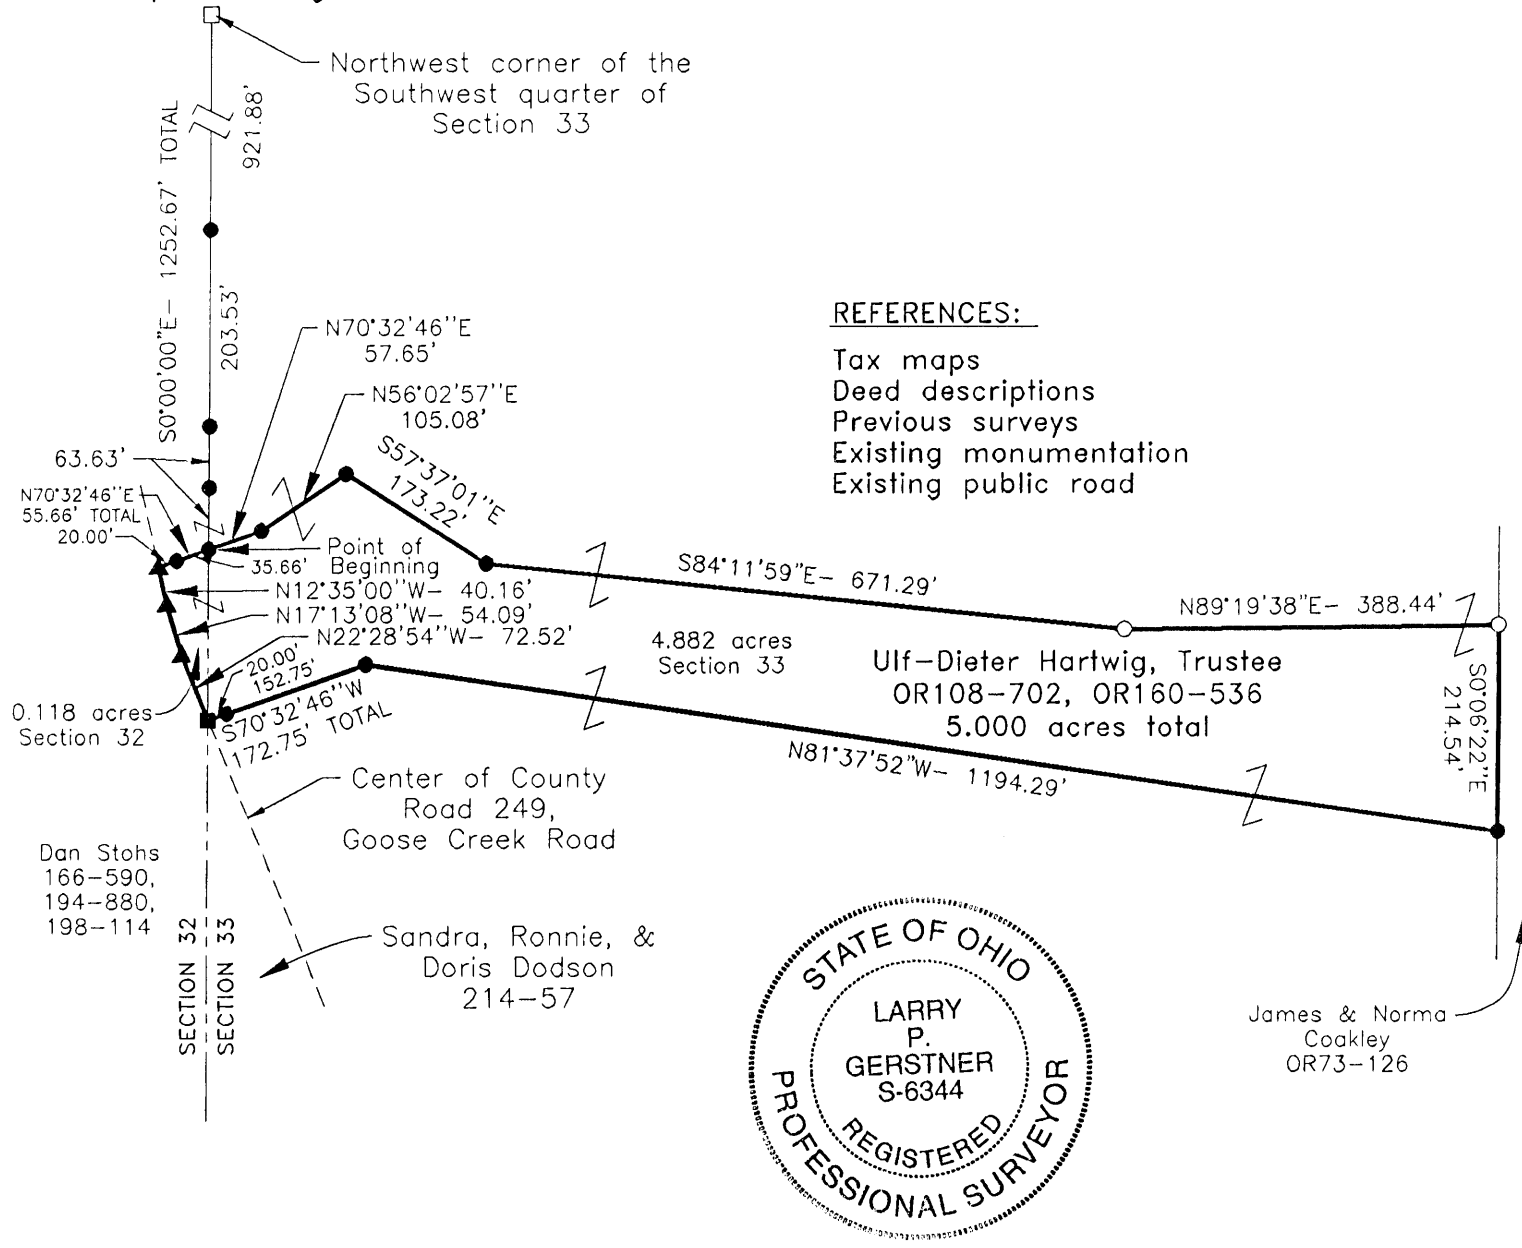 Northwest corner of the
Southwest quarter of
Section 33
S0°00'00"E- 1252.67' TOTAL
921.88'
203.53'
63.63'
N70°32'46''E
57.65'
N56°02'57''E
105.08'
S57°37'01''E
173.22'
REFERENCES:
Tax maps
Deed descriptions
Previous surveys
Existing monumentation
Existing public road
N70°32'46''E
55.66' TOTAL
20.00'
35.66'
Point of
Beginning
N12°35'00''W- 40.16'
N17°13'08''W- 54.09'
N22°28'54''W- 72.52'
20.00'
152.75'
S70°32'46''W
172.75' TOTAL
0.118 acres
Section 32
S84°11'59"E- 671.29'
N89°19'38"E- 388.44'
4.882 acres
Section 33
Ulf-Dieter Hartwig, Trustee
OR108-702, OR160-536
5.000 acres total
S0°06'22''E
214.54'
N81°37'52"W- 1194.29'
Center of County
Road 249,
Goose Creek Road
Dan Stohs
166-590,
194-880,
198-114
SECTION 32
SECTION 33
Sandra, Ronnie, &
Doris Dodson
214-57
James & Norma
Coakley
OR73-126
STATE OF OHIO
LARRY
P.
GERSTNER
S-6344
REGISTERED
PROFESSIONAL SURVEYOR